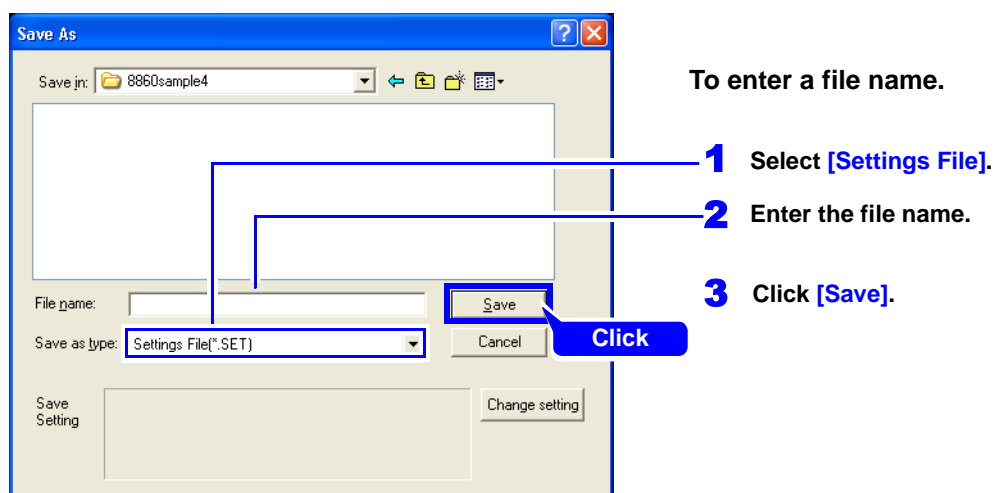 Save As
Save in: 8860sample4
To enter a file name.
1 Select [Settings File].
2 Enter the file name.
File name:
Save
3 Click [Save].
Click
Save as type: Settings File(*.SET)
Cancel
Save
Setting
Change setting